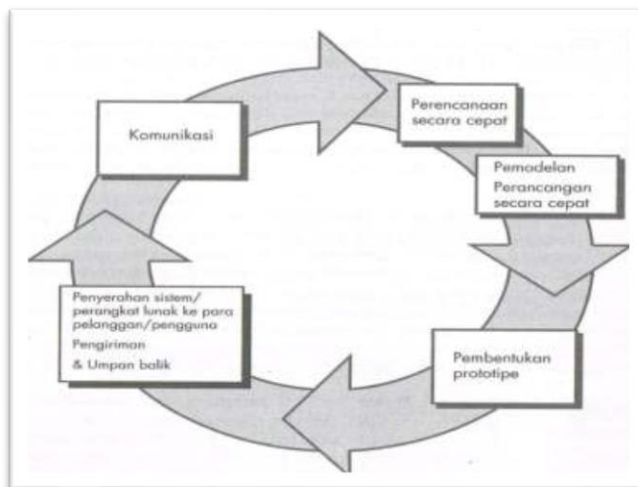 Komunikasi
Perencanaan
secara cepat
Pemodelan
Perancangan
secara cepat
Pembentukan
prototipe
Penyerahan sistem/
perangkat lunak ke para
pelanggan/pengguna
Pengiriman
& Umpan balik